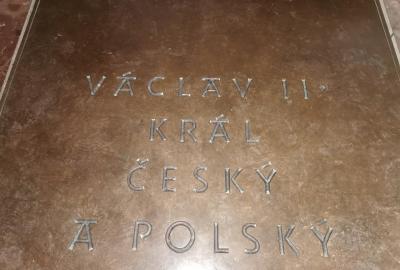 VÁCLAV II.
KRÁL
ČESKÝ
A POLSKÝ